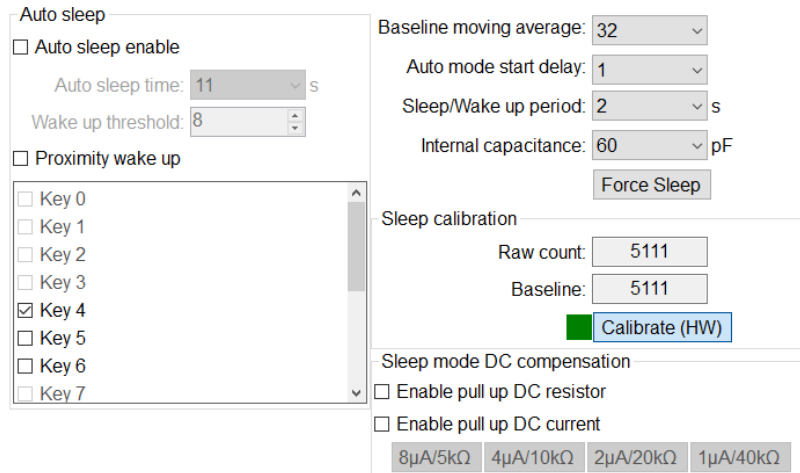 Auto sleep
Auto sleep enable
Auto sleep time: 11 s
Wake up threshold: 8
Proximity wake up
Key 0
Key 1
Key 2
Key 3
Key 4
Key 5
Key 6
Key 7
Baseline moving average: 32
Auto mode start delay: 1
Sleep/Wake up period: 2 s
Internal capacitance: 60 pF
Force Sleep
Sleep calibration
Raw count: 5111
Baseline: 5111
Calibrate (HW)
Sleep mode DC compensation
Enable pull up DC resistor
Enable pull up DC current
8µA/5kΩ 4µA/10kΩ 2µA/20kΩ 1µA/40kΩ